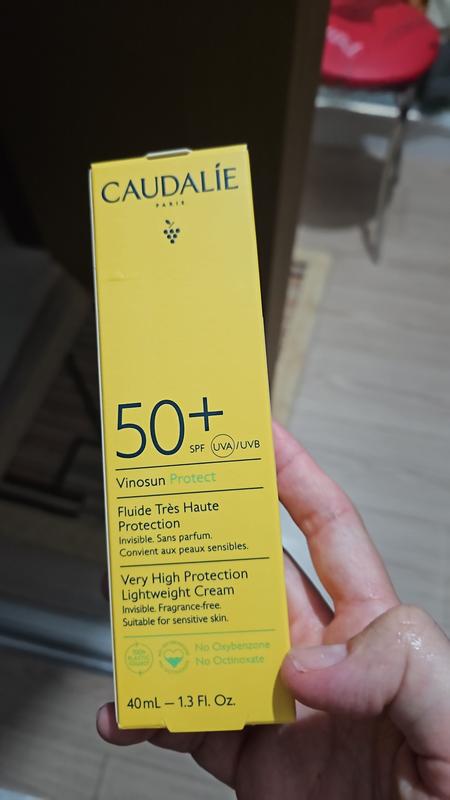 CAUDALÍE
PARIS
50+ SPF UVA/UVB
Vinosun Protect
Fluide Très Haute
Protection
Invisible. Sans parfum.
Convient aux peaux sensibles.
Very High Protection
Lightweight Cream
Invisible. Fragrance-free.
Suitable for sensitive skin.
No Oxybenzone
No Octinoxate
40mL – 1.3 Fl. Oz.